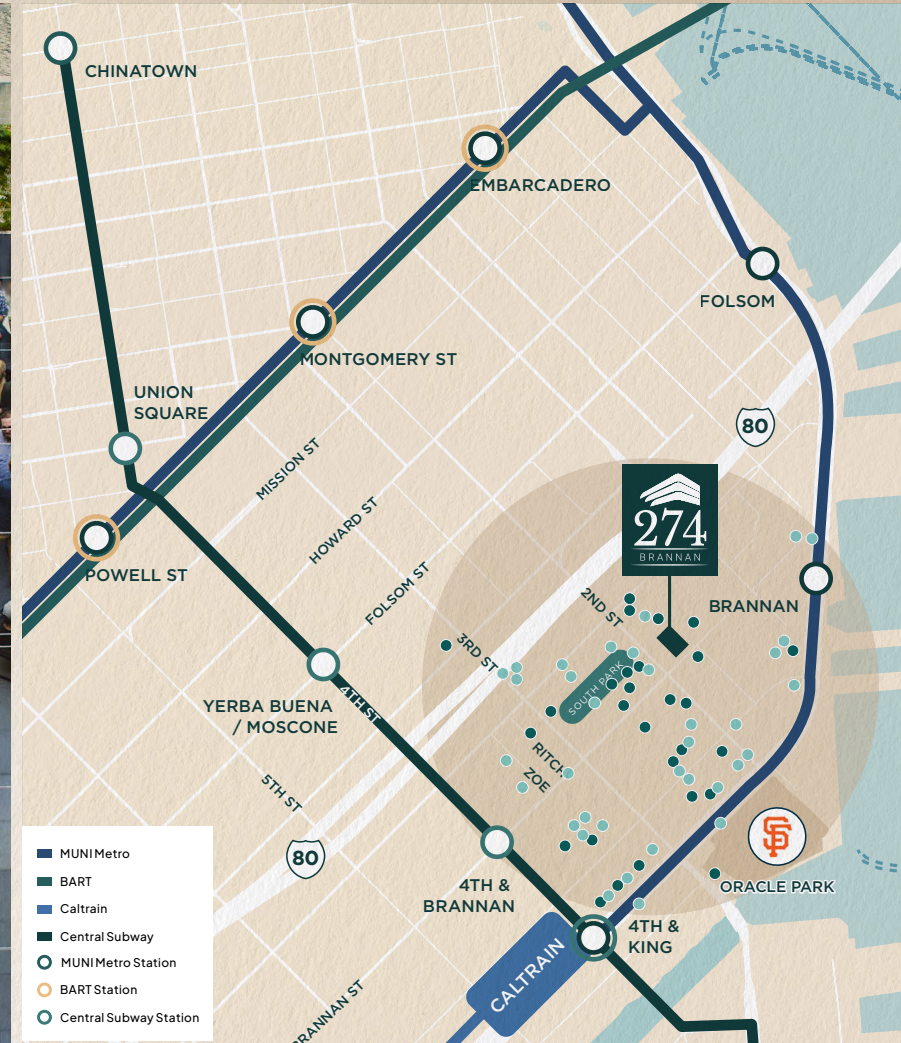 CHINATOWN
EMBARCADERO
FOLSOM
MONTGOMERY ST
UNION
SQUARE
80
MISSION ST
HOWARD ST
FOLSOM ST
274
BRANNAN
POWELL ST
2ND ST
BRANNAN
3RD ST
SOUTH PARK
YERBA BUENA
/ MOSCONE
4TH ST
RITCH
ZOE
5TH ST
80
SF
ORACLE PARK
4TH &
BRANNAN
4TH &
KING
CALTRAIN
MUNI Metro
BART
Caltrain
Central Subway
MUNI Metro Station
BART Station
Central Subway Station
RANNAN ST